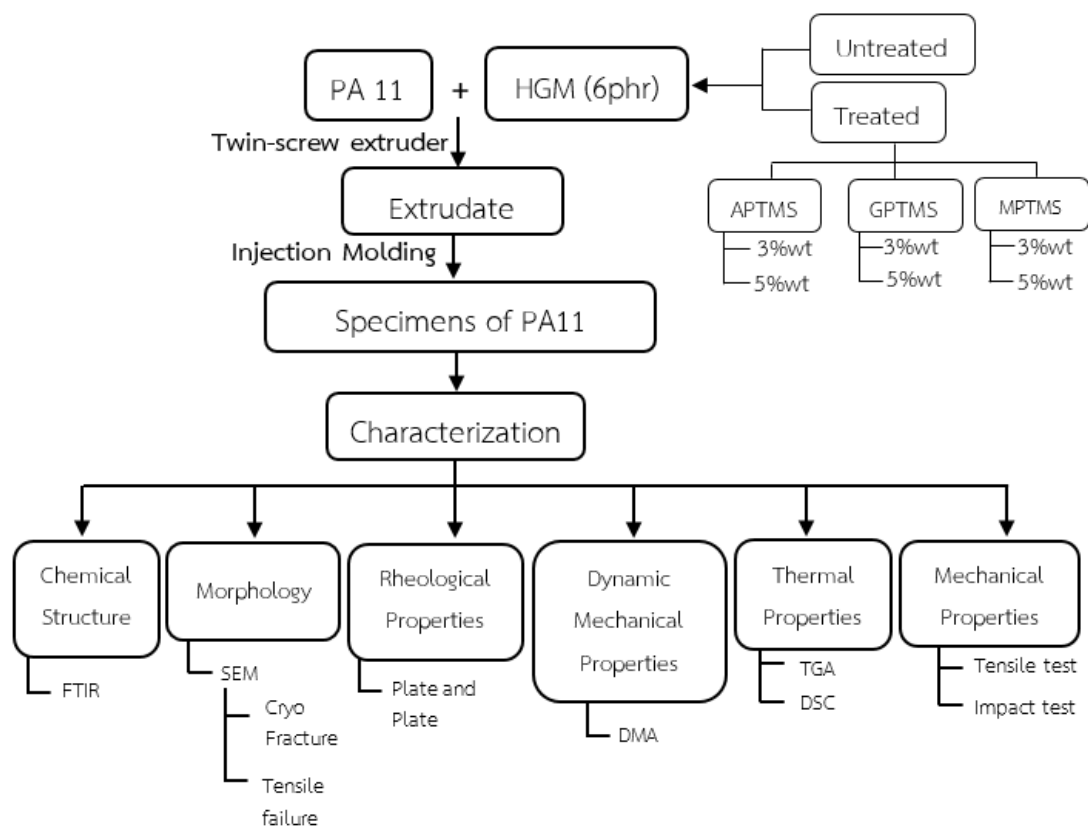 Untreated
PA 11
+
HGM (6phr)
Treated
Twin-screw extruder
APTMS
GPTMS
MPTMS
3%wt
3%wt
3%wt
5%wt
5%wt
5%wt
Extrudate
Injection Molding
Specimens of PA11
Characterization
Chemical
Structure
FTIR
Morphology
SEM
Cryo
Fracture
Tensile
failure
Rheological
Properties
Plate and
Plate
Dynamic
Mechanical
Properties
DMA
Thermal
Properties
TGA
DSC
Mechanical
Properties
Tensile test
Impact test